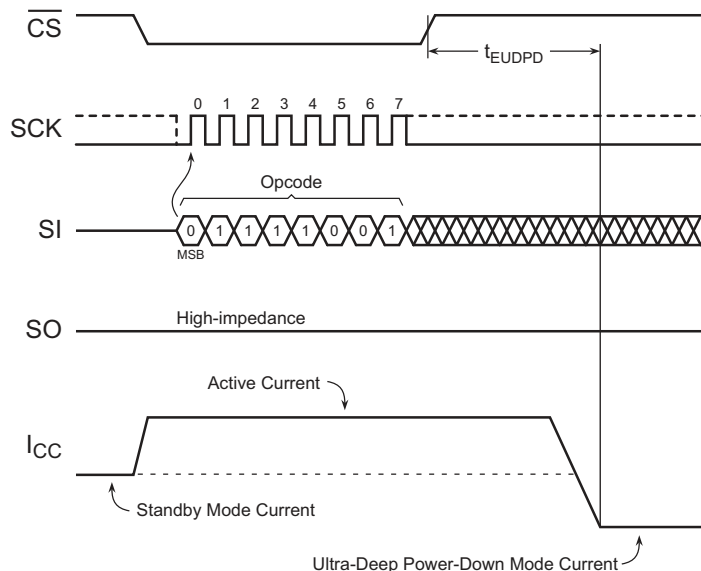 CS
tEUDPD
0 1 2 3 4 5 6 7
SCK
Opcode
SI
0 1 1 1 1 0 0 1
MSB
SO
High-impedance
Active Current
ICC
Standby Mode Current
Ultra-Deep Power-Down Mode Current